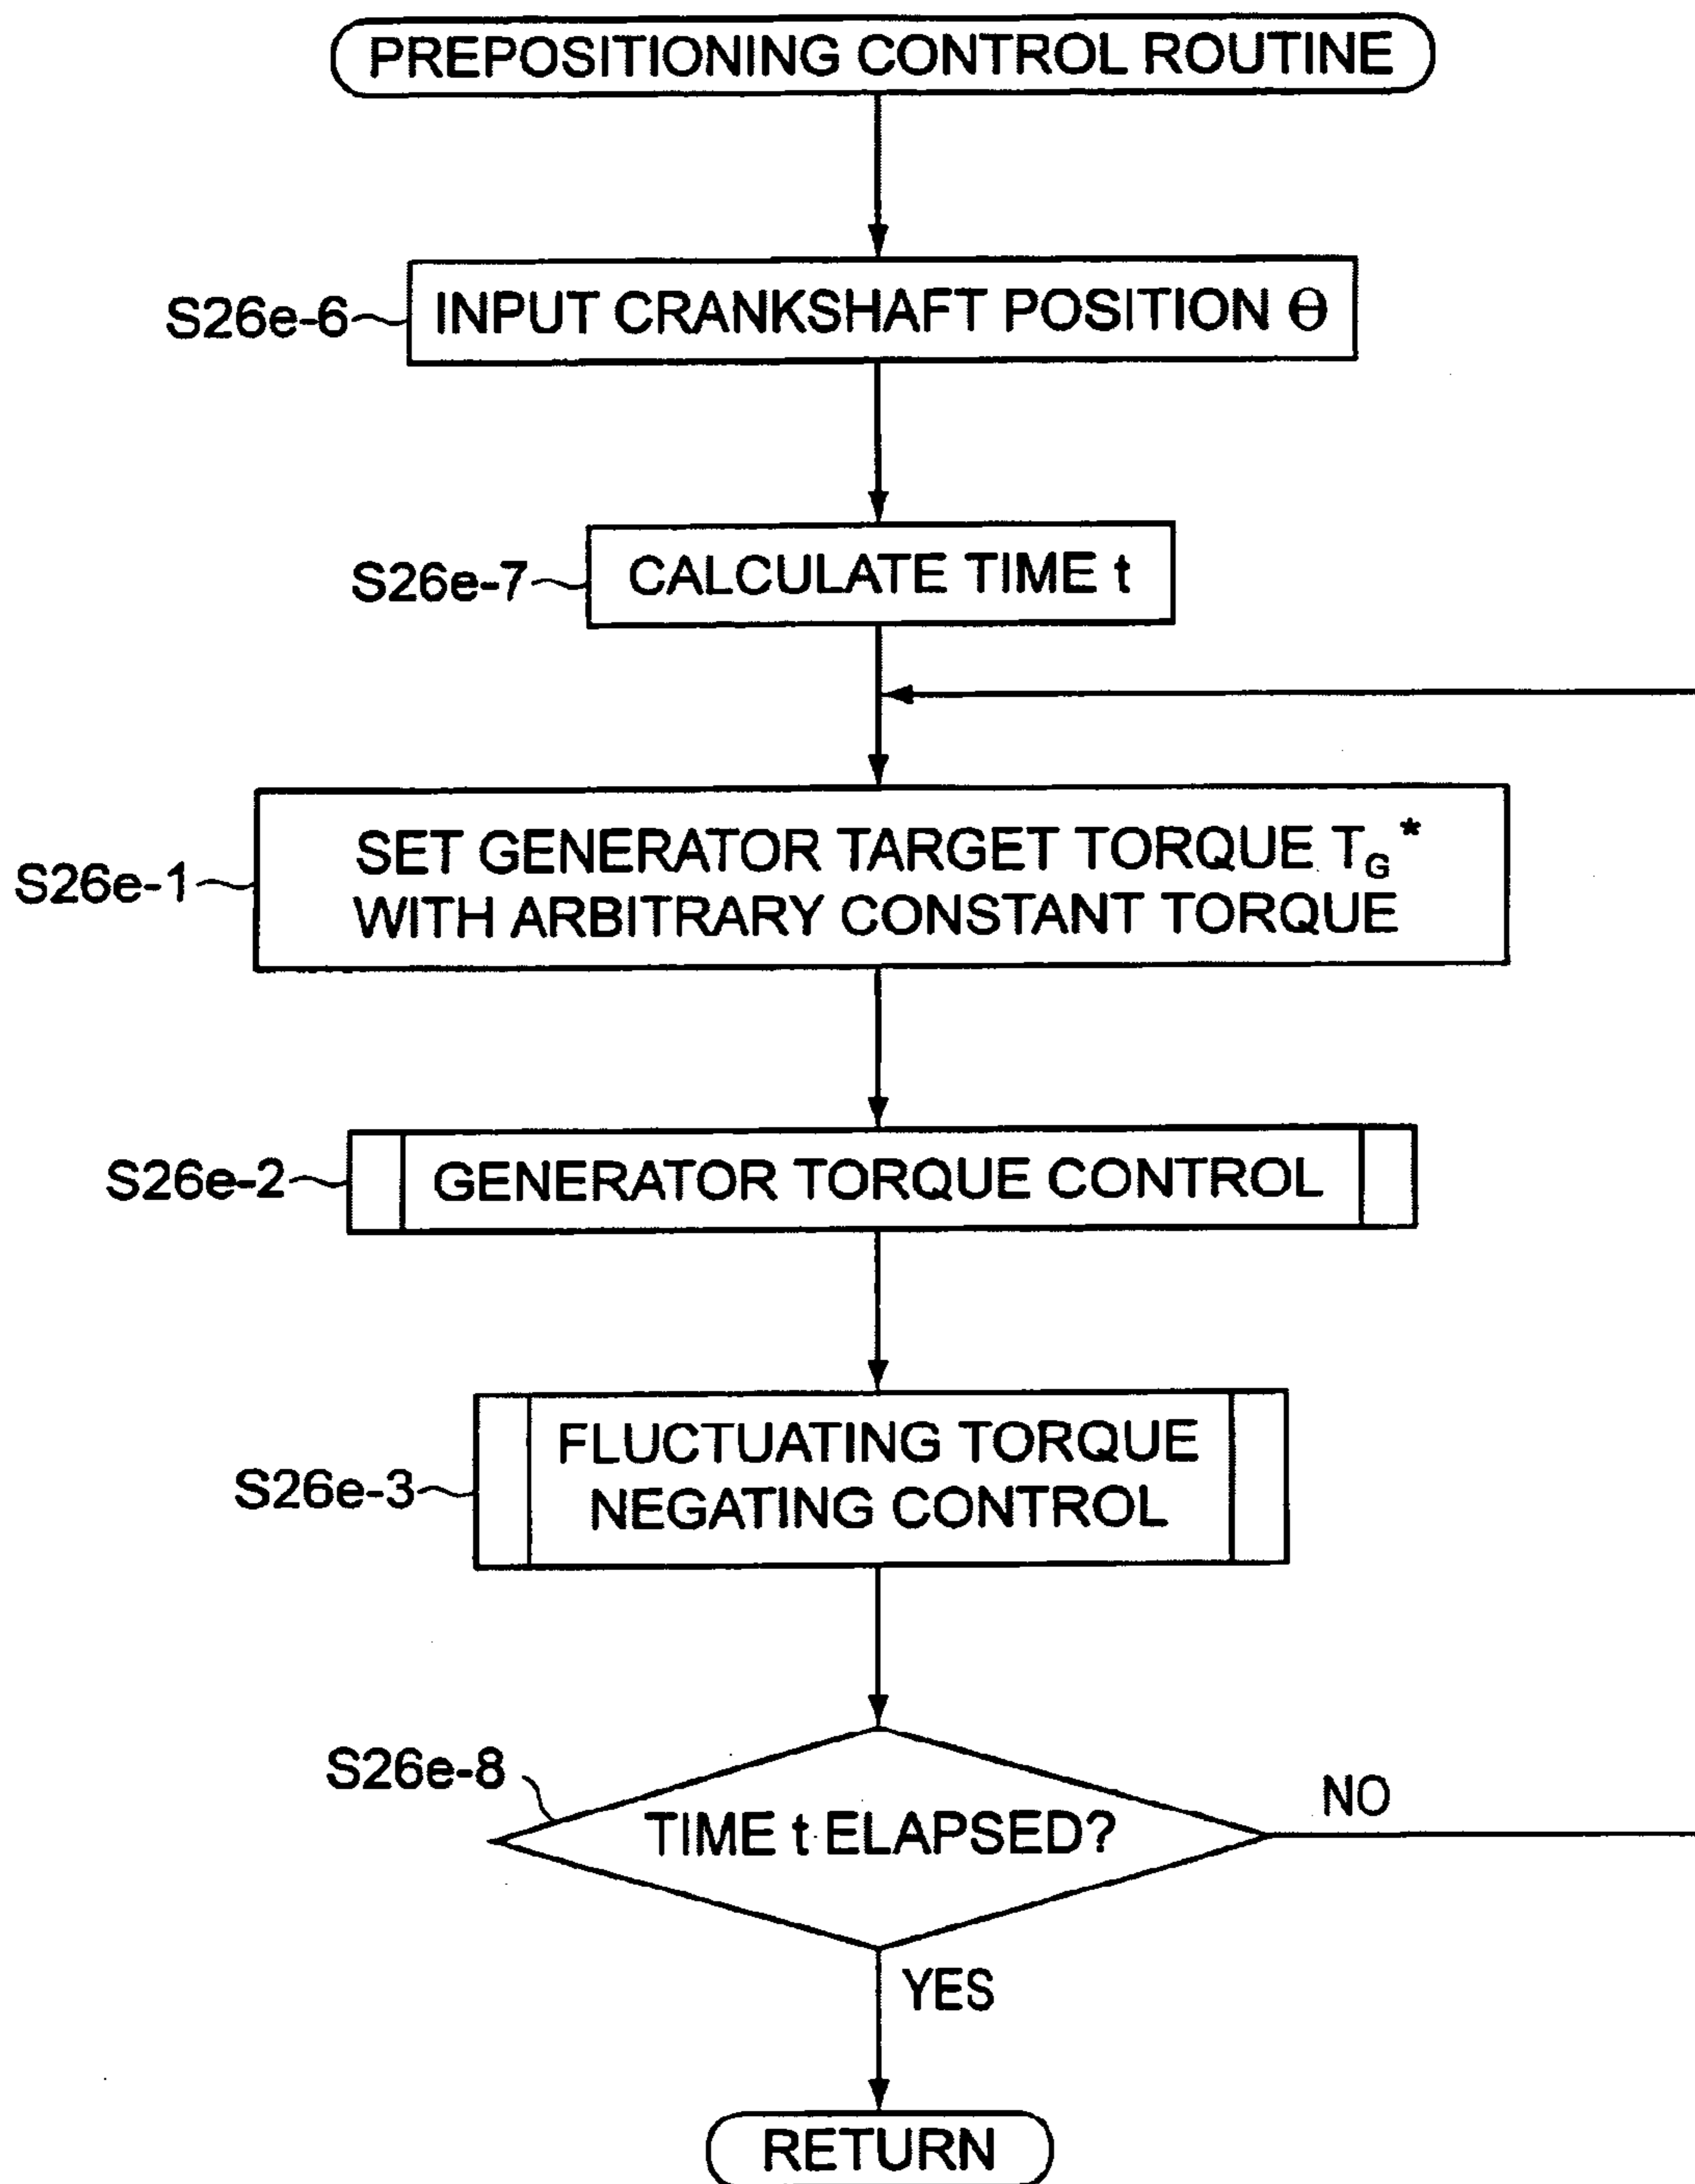 PREPOSITIONING CONTROL ROUTINE
S26e-6
INPUT CRANKSHAFT POSITION Θ
S26e-7
CALCULATE TIME t
S26e-1
SET GENERATOR TARGET TORQUE TG*
WITH ARBITRARY CONSTANT TORQUE
S26e-2
GENERATOR TORQUE CONTROL
S26e-3
FLUCTUATING TORQUE
NEGATING CONTROL
S26e-8
TIME t ELAPSED?
NO
YES
RETURN